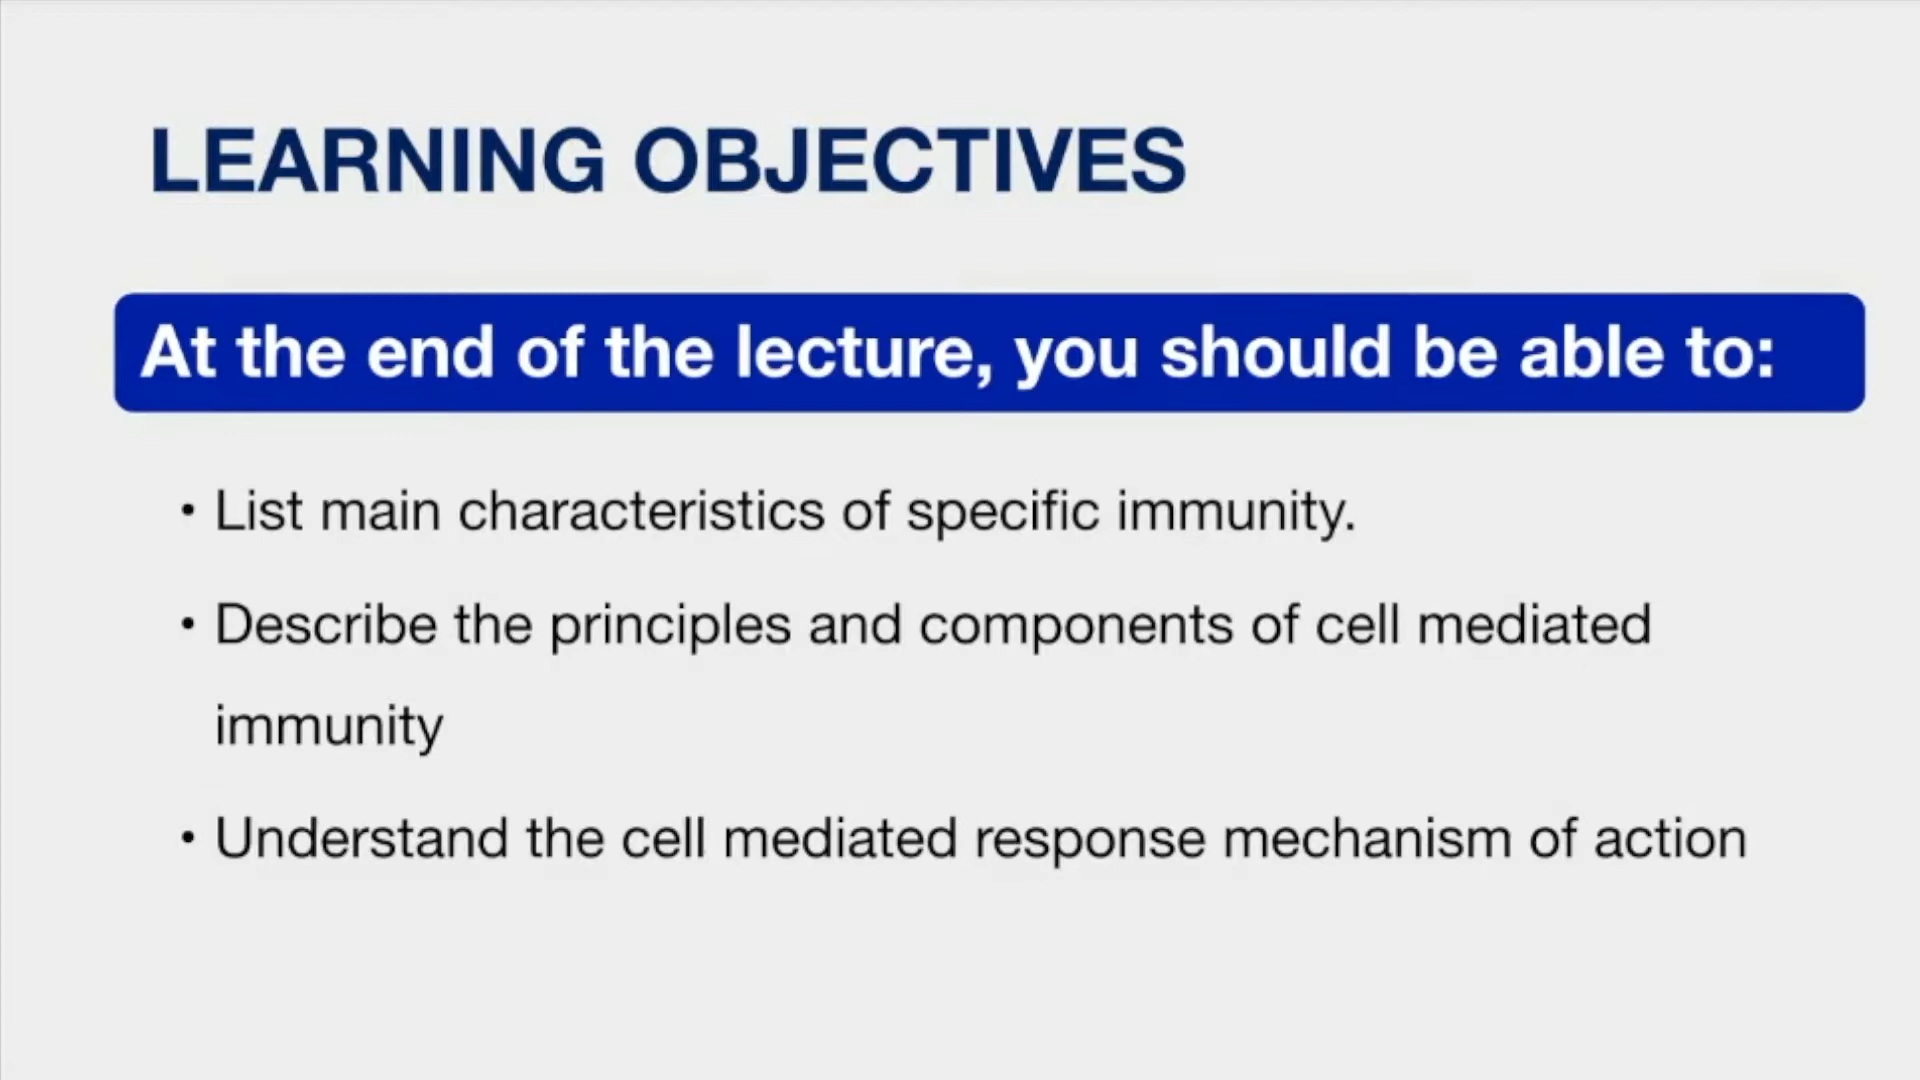 LEARNING OBJECTIVES
At the end of the lecture, you should be able to:
• List main characteristics of specific immunity.
• Describe the principles and components of cell mediated
immunity
• Understand the cell mediated response mechanism of action